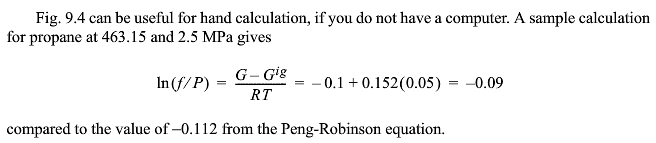 Fig. 9.4 can be useful for hand calculation, if you do not have a computer. A sample calculation
for propane at 463.15 and 2.5 MPa gives
ln(f/P) = (G – Gig)/RT = – 0.1 + 0.152(0.05) = –0.09
compared to the value of –0.112 from the Peng-Robinson equation.